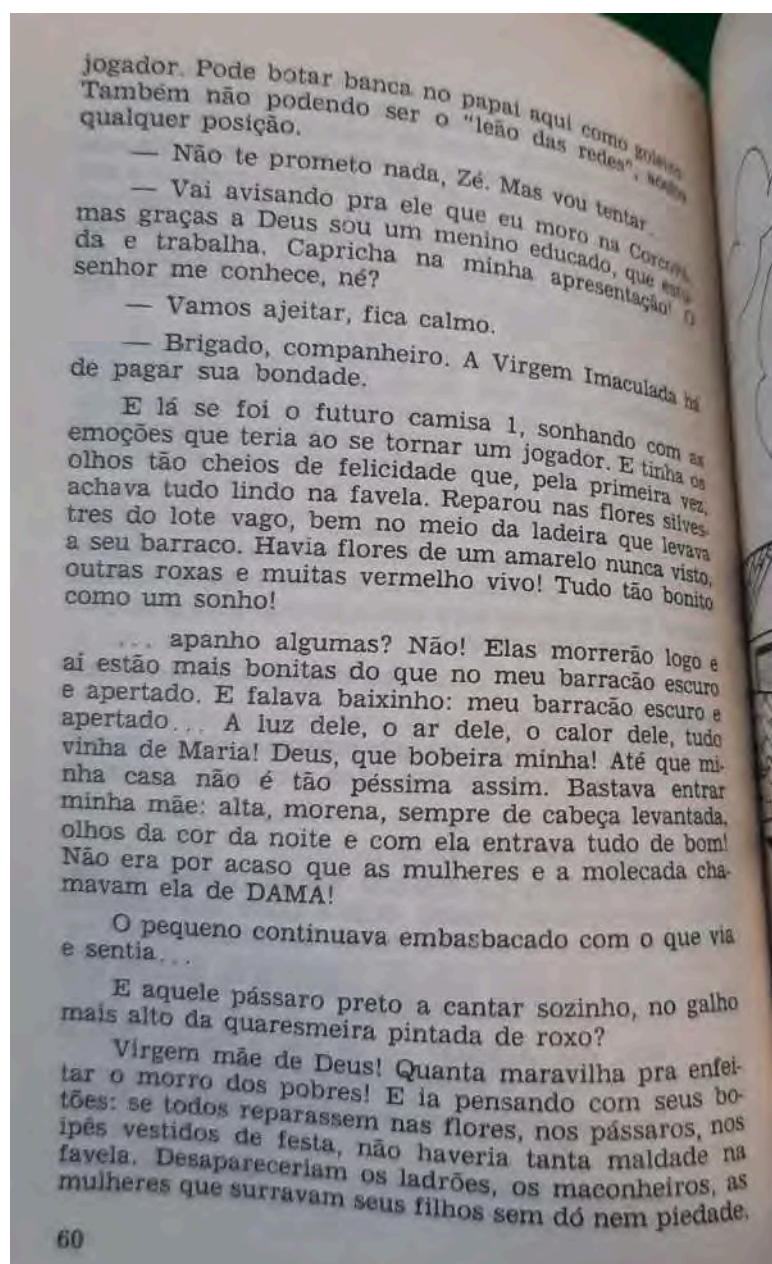 jogador. Pode botar banca no papai aqui como goleiro.
Também não podendo ser o "leão das redes", aceito
qualquer posição.
— Não te prometo nada, Zé. Mas vou tentar.
— Vai avisando pra ele que eu moro na
mas graças a Deus sou um menino educado, que estu-
da e trabalha. Capricha na minha apresentação! O
senhor me conhece, né?
— Vamos ajeitar, fica calmo.
— Brigado, companheiro. A Virgem Imaculada há
de pagar sua bondade.
E lá se foi o futuro camisa 1, sonhando com as
emoções que teria ao se tornar um jogador. E tinha os
olhos tão cheios de felicidade que, pela primeira vez,
achava tudo lindo na favela. Reparou nas flores silves-
tres do lote vago, bem no meio da ladeira que levava
a seu barraco. Havia flores de um amarelo nunca visto,
outras roxas e muitas vermelho vivo! Tudo tão bonito
como um sonho!
... apanho algumas? Não! Elas morrerão logo e
aí estão mais bonitas do que no meu barracão escuro
e apertado. E falava baixinho: meu barracão escuro e
apertado... A luz dele, o ar dele, o calor dele, tudo
vinha de Maria! Deus, que bobeira minha! Até que mi-
nha casa não é tão péssima assim. Bastava entrar
minha mãe: alta, morena, sempre de cabeça levantada,
olhos da cor da noite e com ela entrava tudo de bom!
Não era por acaso que as mulheres e a molecada cha-
mavam ela de DAMA!
O pequeno continuava embasbacado com o que via
e sentia...
E aquele pássaro preto a cantar sozinho, no galho
mais alto da quaresmeira pintada de roxo?
Virgem mãe de Deus! Quanta maravilha pra enfei-
tar o morro dos pobres! E ia pensando com seus bo-
tões: se todos reparassem nas flores, nos pássaros, nos
ipês vestidos de festa, não haveria tanta maldade na
favela. Desapareceriam os ladrões, os maconheiros, as
mulheres que surravam seus filhos sem dó nem piedade.
60